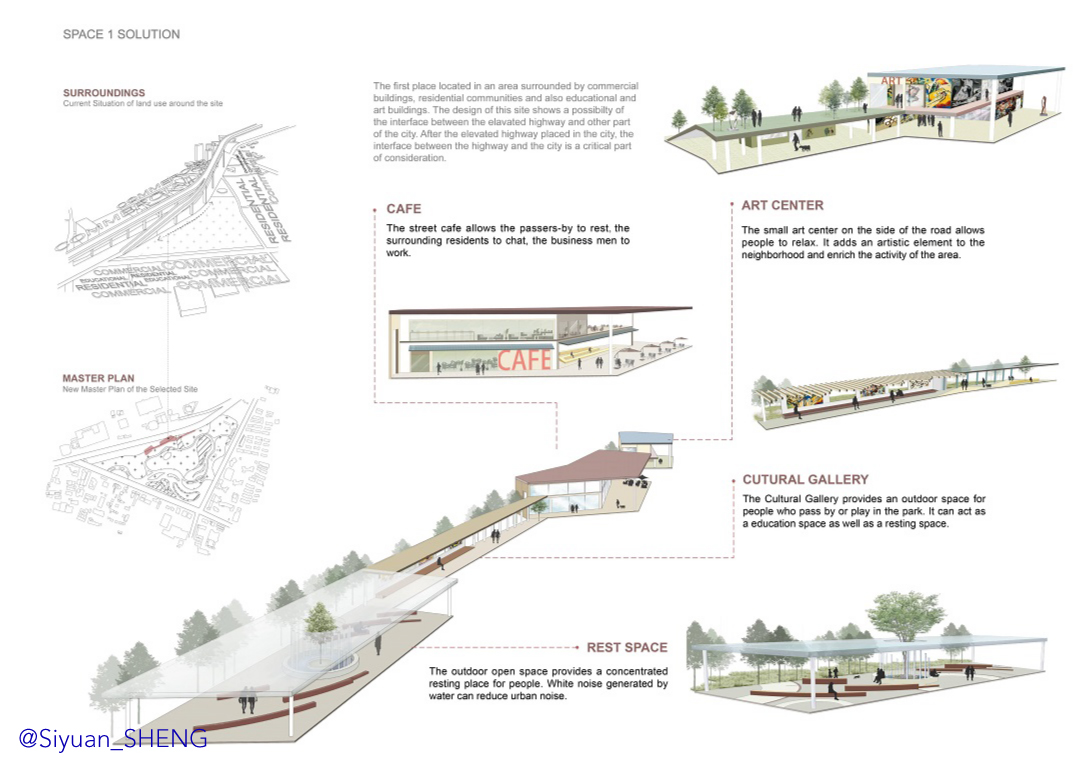 SPACE 1 SOLUTION
SURROUNDINGS
Current Situation of land use around the site
COMMERCIAL
RESIDENTIAL
RESIDENTIAL
COMMERCIAL
COMMERCIAL
EDUCATIONAL
RESIDENTIAL
EDUCATIONAL
COMMERCIAL
RESIDENTIAL
COMMERCIAL
COMMERCIAL
MASTER PLAN
New Master Plan of the Selected Site
The first place located in an area surrounded by commercial
buildings, residential communities and also educational and
art buildings. The design of this site shows a possibilty of
the interface between the elavated highway and other part
of the city. After the elevated highway placed in the city, the
interface between the highway and the city is a critical part
of consideration.
CAFE
The street cafe allows the passers-by to rest, the
surrounding residents to chat, the business men to
work.
CAFE
ART
ART CENTER
The small art center on the side of the road allows
people to relax. It adds an artistic element to the
neighborhood and enrich the activity of the area.
CUTURAL GALLERY
The Cultural Gallery provides an outdoor space for
people who pass by or play in the park. It can act as
a education space as well as a resting space.
REST SPACE
The outdoor open space provides a concentrated
resting place for people. White noise generated by
water can reduce urban noise.
@Siyuan_SHENG